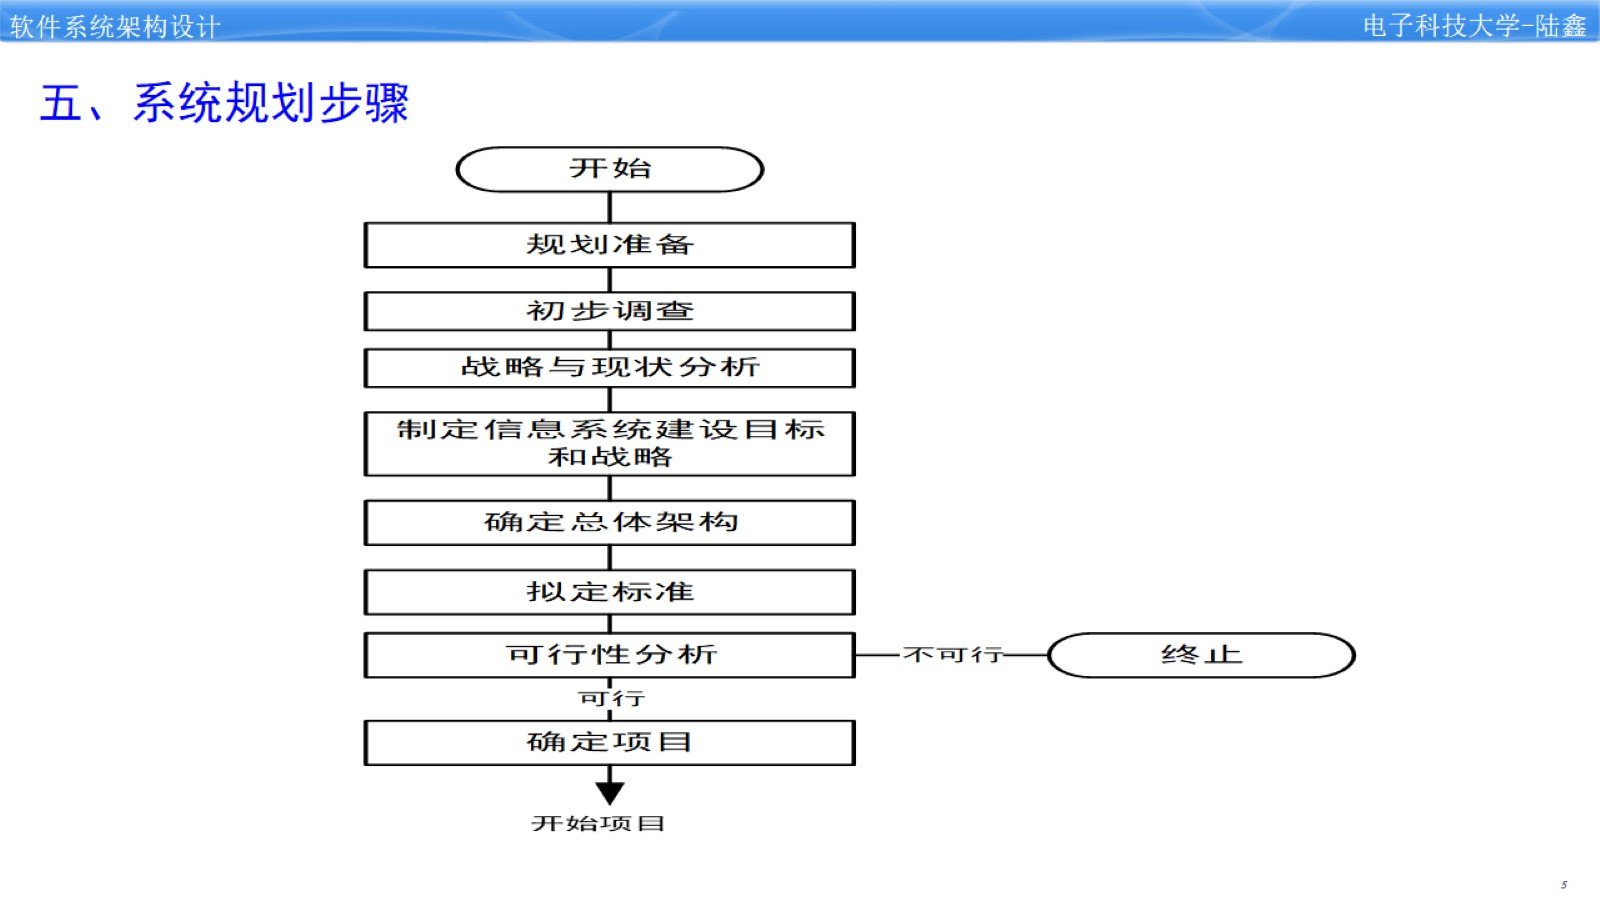 软件系统架构设计
电子科技大学-陆鑫
五、系统规划步骤
开始
规划准备
初步调查
战略与现状分析
制定信息系统建设目标
和战略
确定总体架构
拟定标准
可行性分析
不可行
终止
可行
确定项目
开始项目
5